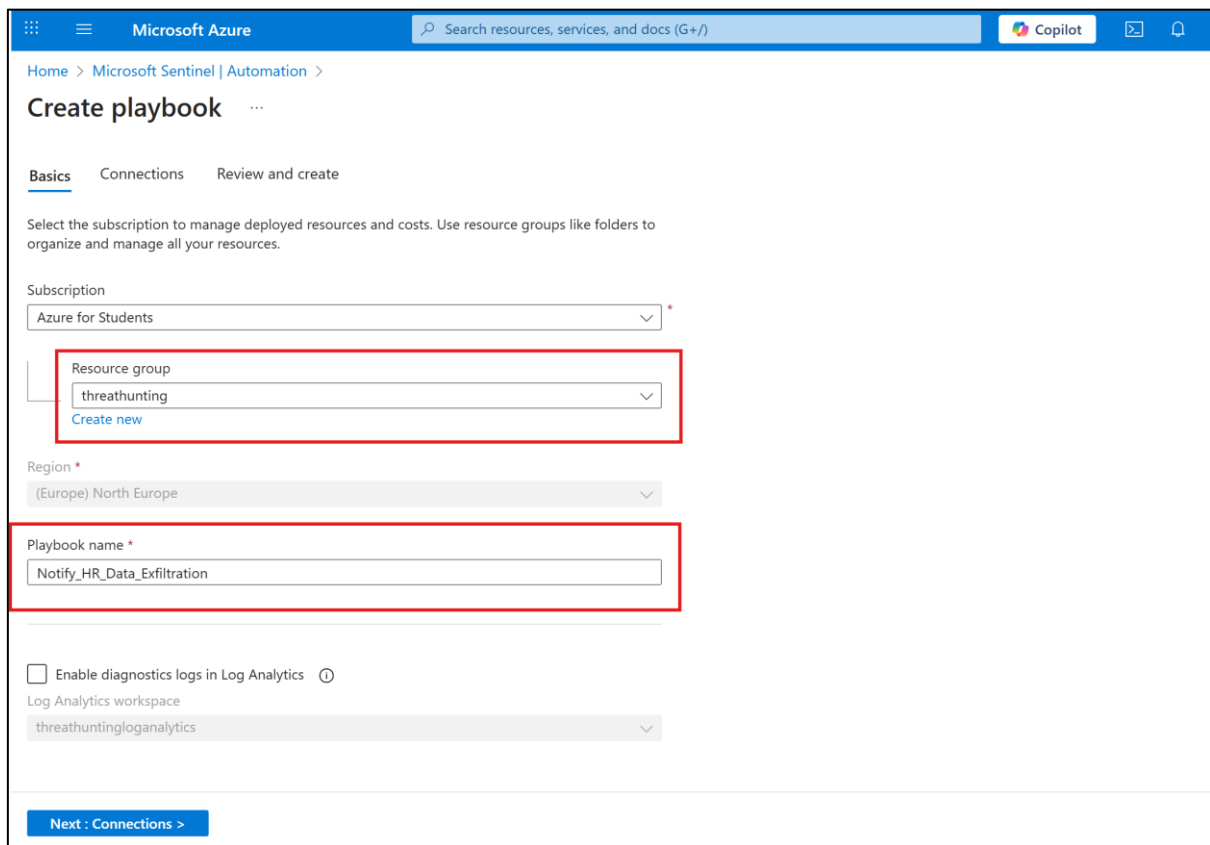 Microsoft Azure
Search resources, services, and docs (G+/)
Copilot
Home > Microsoft Sentinel | Automation >
Create playbook ...
Basics Connections Review and create
Select the subscription to manage deployed resources and costs. Use resource groups like folders to
organize and manage all your resources.
Subscription
Azure for Students
*
Resource group
threathunting
Create new
Region *
(Europe) North Europe
Playbook name *
Notify_HR_Data_Exfiltration
Enable diagnostics logs in Log Analytics
Log Analytics workspace
threathuntingloganalytics
Next : Connections >